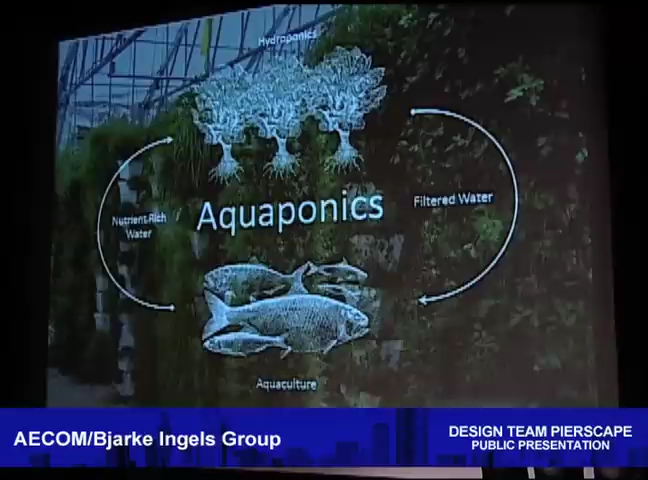 Hydroponics
Nutrient Rich
Water
Aquaponics
Filtered Water
Aquaculture
AECOM/Bjarke Ingels Group
DESIGN TEAM PIERSCAPE
PUBLIC PRESENTATION